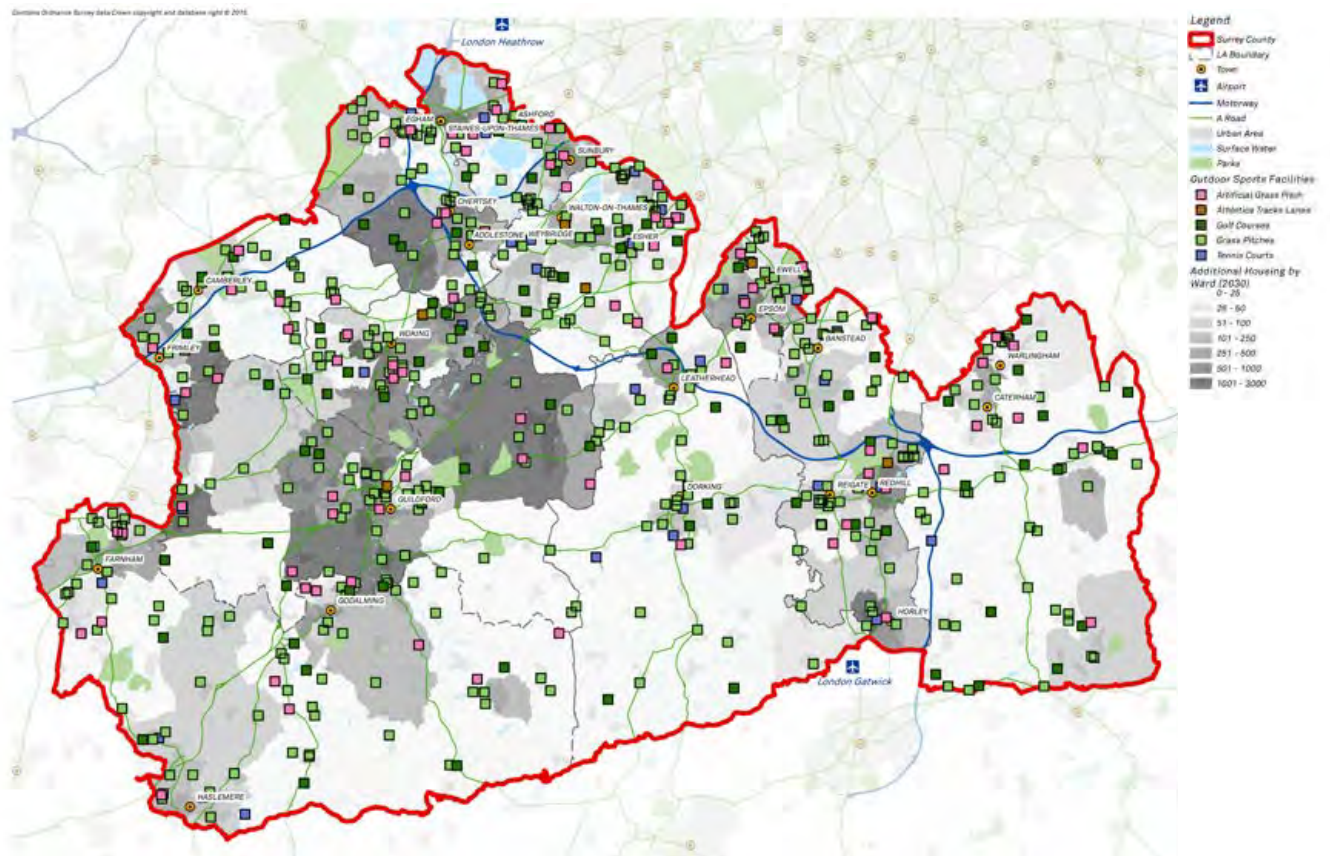 Contains Ordnance Survey data Crown copyright and database right © 2015.
London Heathrow
EGHAM
ASHFORD
STAINES-UPON-THAMES
SUNBURY
CHERTSEY
WALTON-ON-THAMES
ADDLESTONE
WEYBRIDGE
ESHER
CAMBERLEY
EWELL
EPSOM
FRIMLEY
WOKING
BANSTEAD
WARLINGHAM
LEATHERHEAD
CATERHAM
GUILDFORD
DORKING
REIGATE
REDHILL
FARNHAM
GODALMING
HORLEY
London Gatwick
HASLEMERE
Legend
Surrey County
LA Boundary
Town
Airport
Motorway
A Road
Urban Area
Surface Water
Parks
Outdoor Sports Facilities
Artificial Grass Pitch
Athletics Tracks Lanes
Golf Courses
Grass Pitches
Tennis Courts
Additional Housing by
Ward (2030)
0 - 25
26 - 50
51 - 100
101 - 250
251 - 500
501 - 1000
1001 - 3000